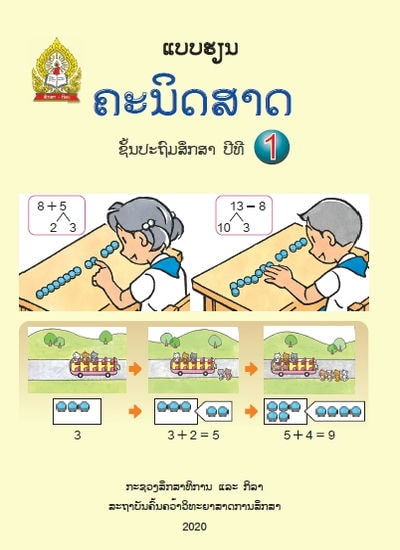 ແບບຮຽນ
ຄະນິດສາດ
ຊັ້ນປະຖົມສຶກສາ ປີທີ 1
8 + 5
2 3
13 − 8
10 3
3
3 + 2 = 5
5 + 4 = 9
ກະຊວງສຶກສາທິການ ແລະ ກິລາ
ສະຖາບັນຄົ້ນຄວ້າວິທະຍາສາດການສຶກສາ
2020